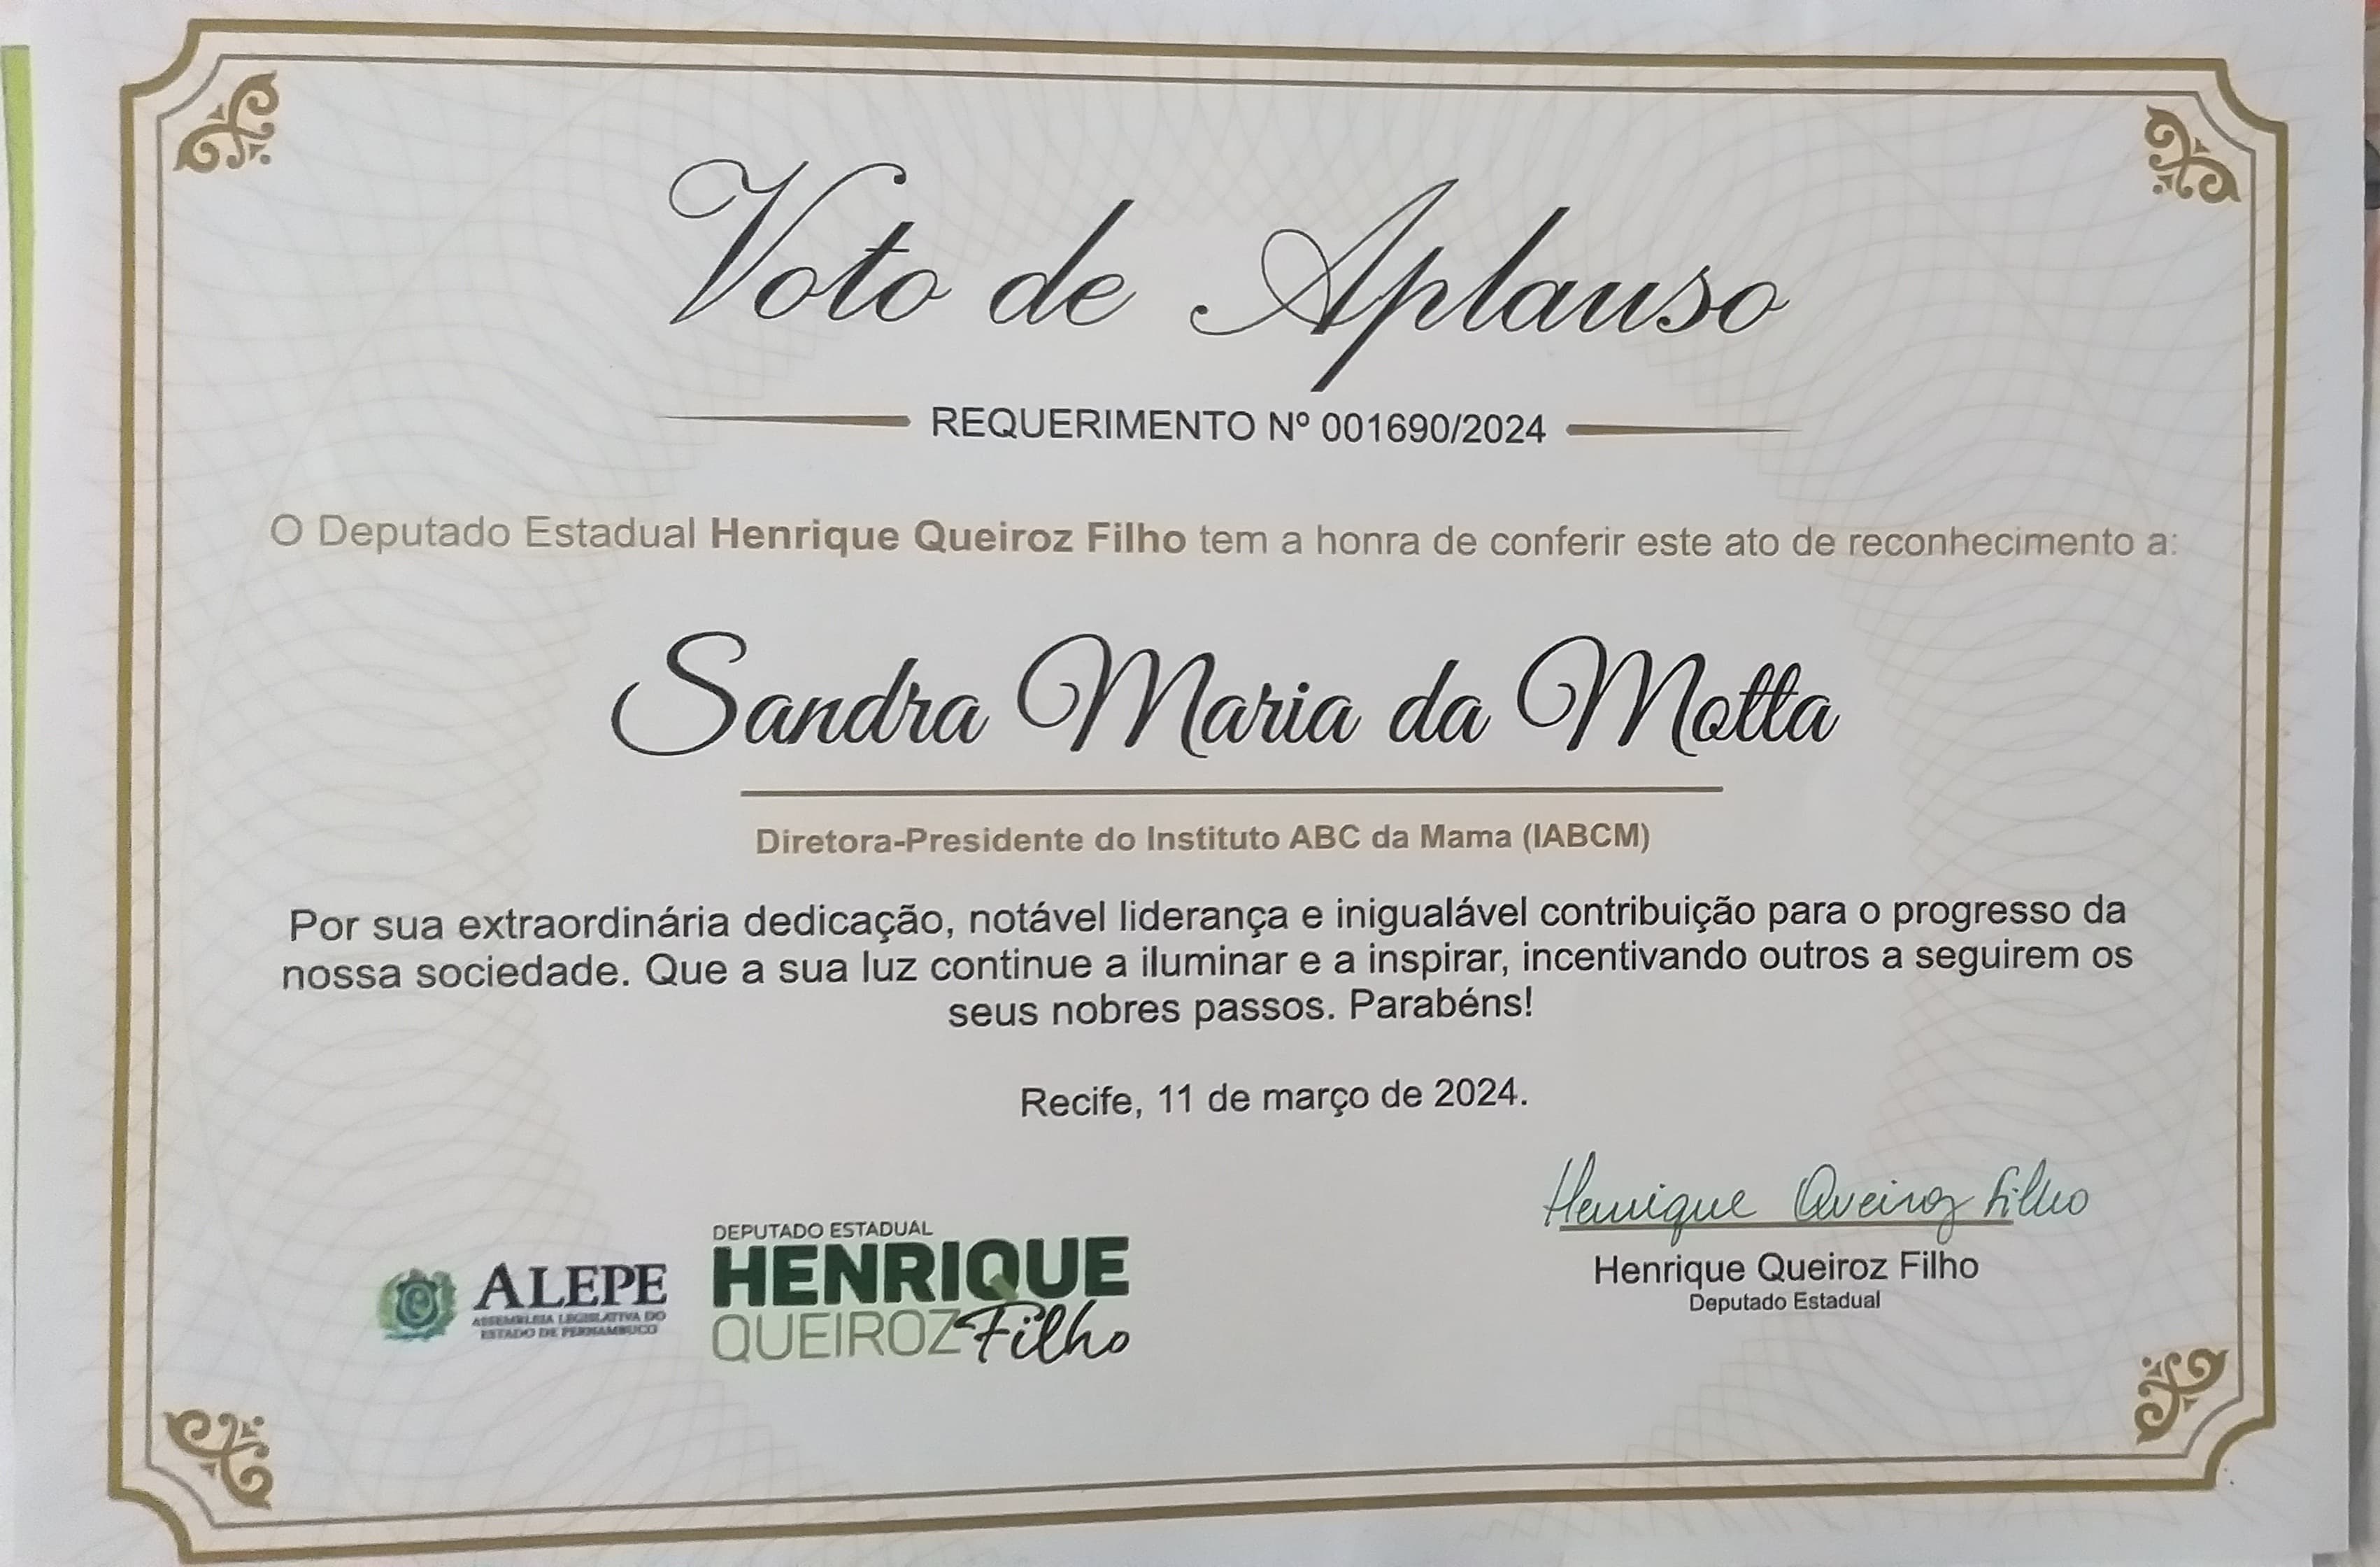 Voto de Aplauso
REQUERIMENTO Nº 001690/2024
O Deputado Estadual Henrique Queiroz Filho tem a honra de conferir este ato de reconhecimento a:
Sandra Maria da Motta
Diretora-Presidente do Instituto ABC da Mama (IABCM)
Por sua extraordinária dedicação, notável liderança e inigualável contribuição para o progresso da
nossa sociedade. Que a sua luz continue a iluminar e a inspirar, incentivando outros a seguirem os
seus nobres passos. Parabéns!
Recife, 11 de março de 2024.
Henrique Queiroz Filho
Henrique Queiroz Filho
Deputado Estadual
ALEPE
ASSEMBLEIA LEGISLATIVA DO
ESTADO DE PERNAMBUCO
DEPUTADO ESTADUAL
HENRIQUE
QUEIROZ Filho